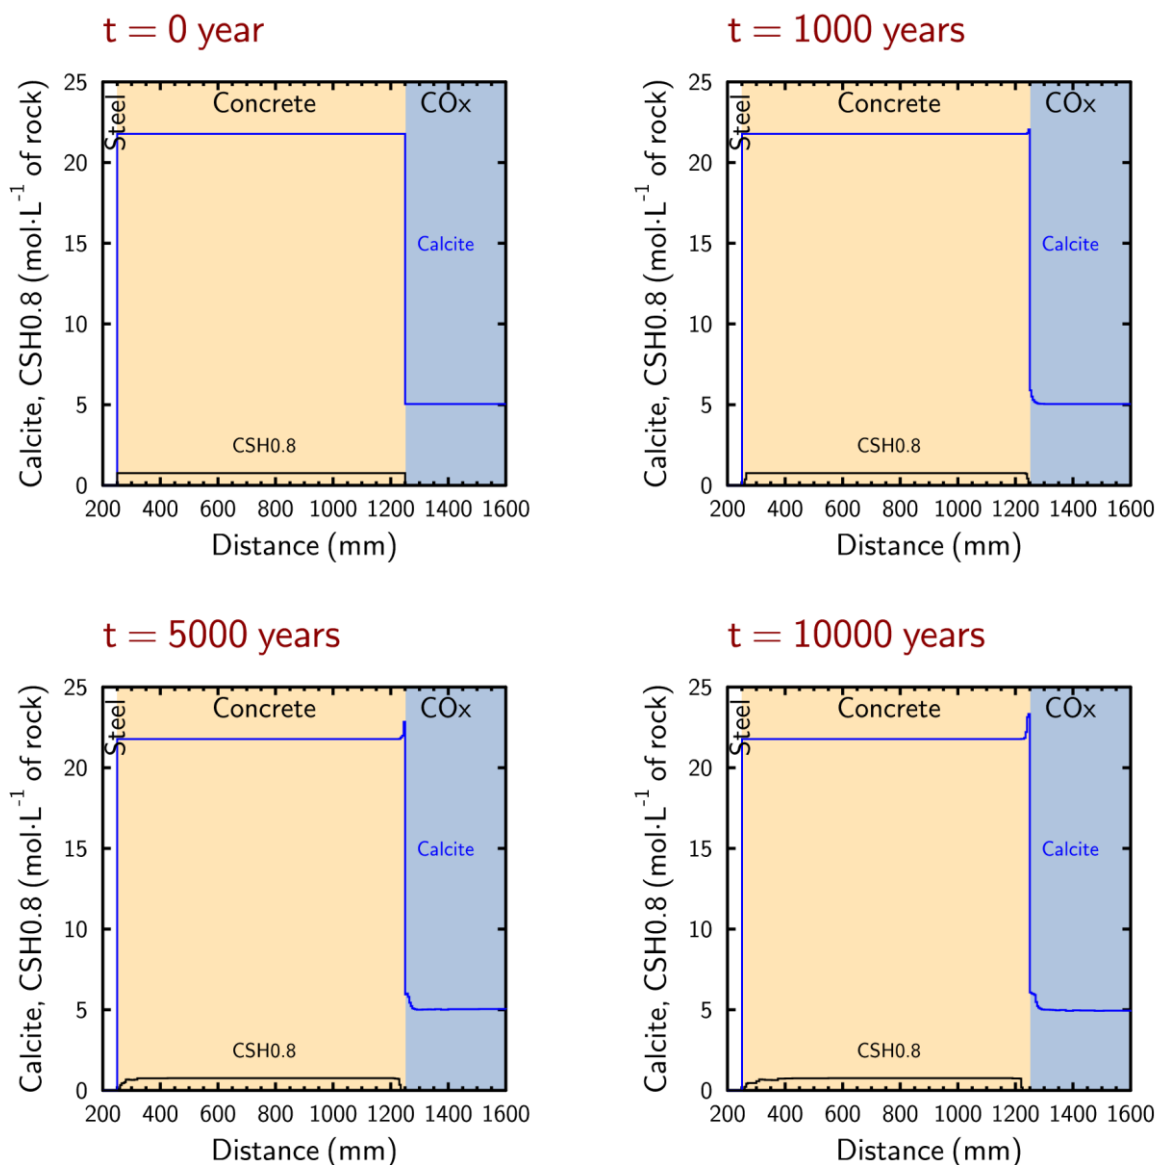 t = 0 year
t = 1000 years
Calcite, CSH0.8 (mol·L⁻¹ of rock)
25
20
15
10
5
0
Steel
Concrete
COx
Calcite
CSH0.8
200 400 600 800 1000 1200 1400 1600
Distance (mm)
Calcite, CSH0.8 (mol·L⁻¹ of rock)
25
20
15
10
5
0
Steel
Concrete
COx
Calcite
CSH0.8
200 400 600 800 1000 1200 1400 1600
Distance (mm)
t = 5000 years
t = 10000 years
Calcite, CSH0.8 (mol·L⁻¹ of rock)
25
20
15
10
5
0
Steel
Concrete
COx
Calcite
CSH0.8
200 400 600 800 1000 1200 1400 1600
Distance (mm)
Calcite, CSH0.8 (mol·L⁻¹ of rock)
25
20
15
10
5
0
Steel
Concrete
COx
Calcite
CSH0.8
200 400 600 800 1000 1200 1400 1600
Distance (mm)